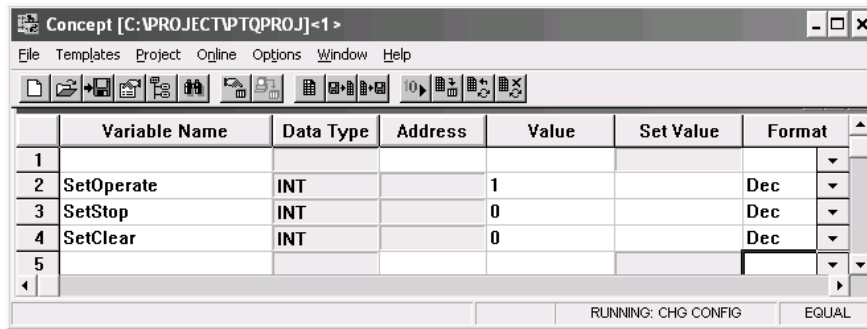 Concept [C:\PROJECT\PTQPROJ]<1>
File Templates Project Online Options Window Help
Variable Name Data Type Address Value Set Value Format
1
2 SetOperate INT 1 Dec
3 SetStop INT 0 Dec
4 SetClear INT 0 Dec
5
RUNNING: CHG CONFIG EQUAL